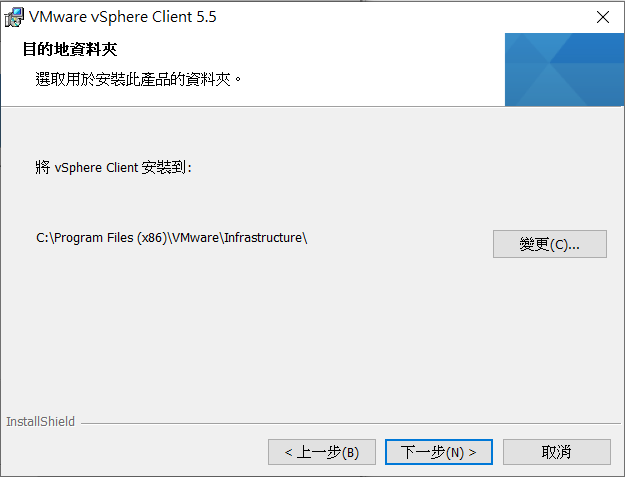 VMware vSphere Client 5.5
目的地資料夾
選取用於安裝此產品的資料夾。
將 vSphere Client 安裝到:
C:\Program Files (x86)\VMware\Infrastructure\
變更(C)...
InstallShield
< 上一步(B)
下一步(N) >
取消